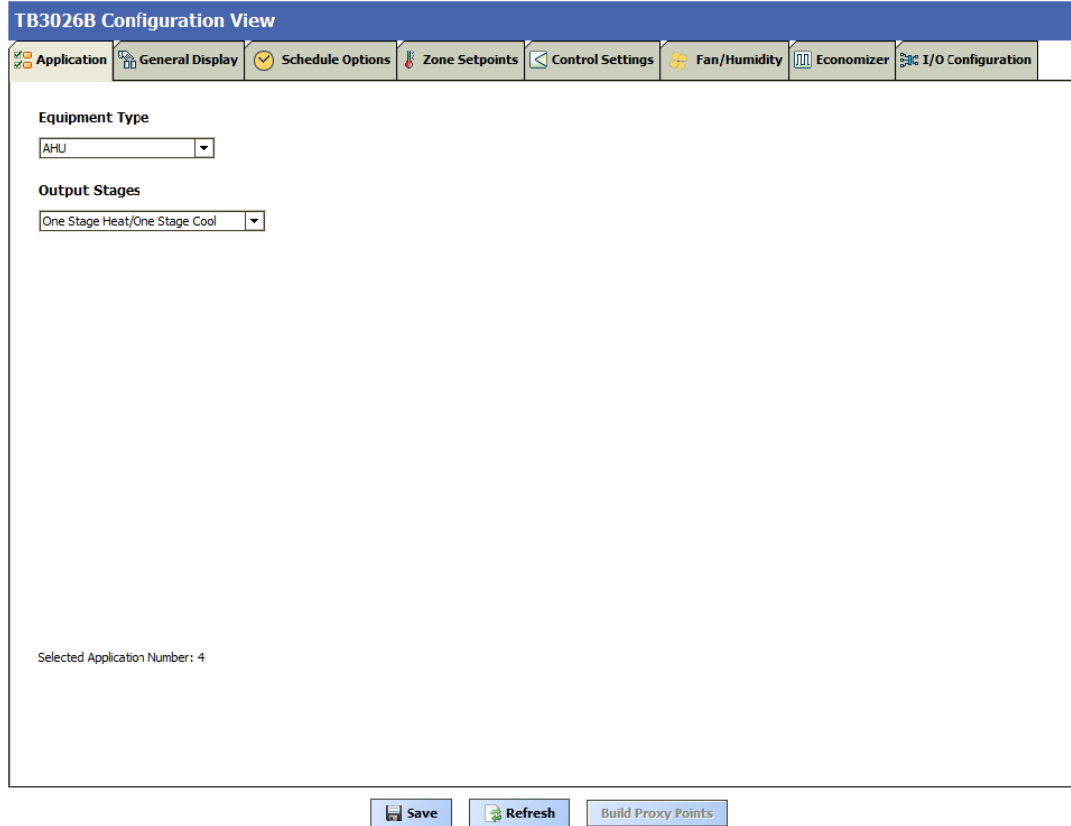 TB3026B Configuration View
Application General Display Schedule Options Zone Setpoints Control Settings Fan/Humidity Economizer I/O Configuration
Equipment Type
AHU
Output Stages
One Stage Heat/One Stage Cool
Selected Application Number: 4
Save Refresh Build Proxy Points